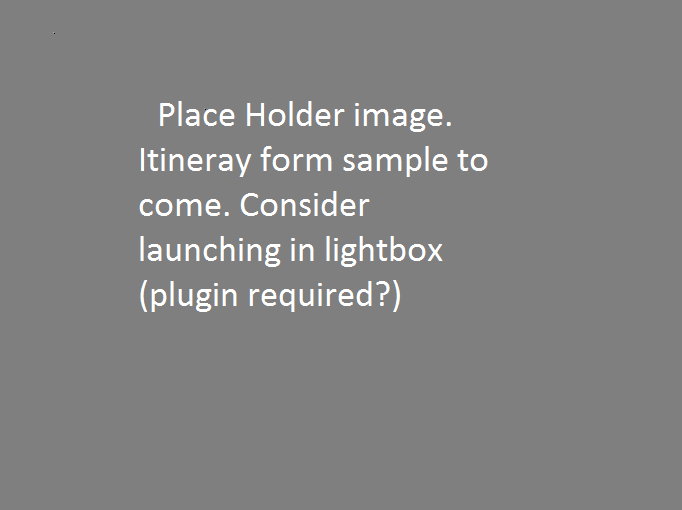 Place Holder image.
Itineray form sample to
come. Consider
launching in lightbox
(plugin required?)